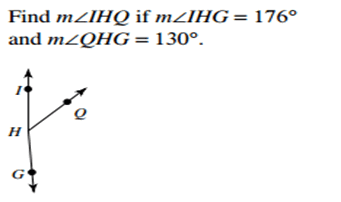 Find m∠IHQ if m∠IHG = 176°
and m∠QHG = 130°.
I
Q
H
G